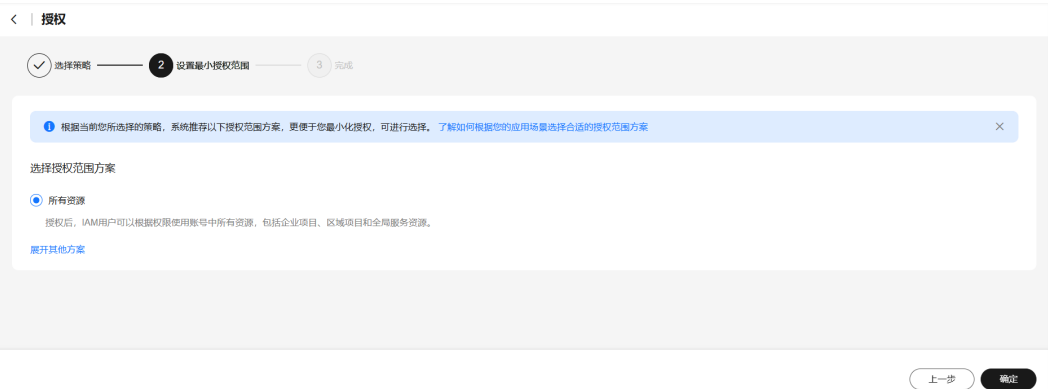 授权
选择策略
2 设置最小授权范围
3 完成
根据当前您所选择的策略，系统推荐以下授权范围方案，更便于您最小化授权，可进行选择。 了解如何根据您的应用场景选择合适的授权范围方案
选择授权范围方案
所有资源
授权后，IAM用户可以根据权限使用账号中所有资源，包括企业项目、区域项目和全局服务资源。
展开其他方案
上一步 确定